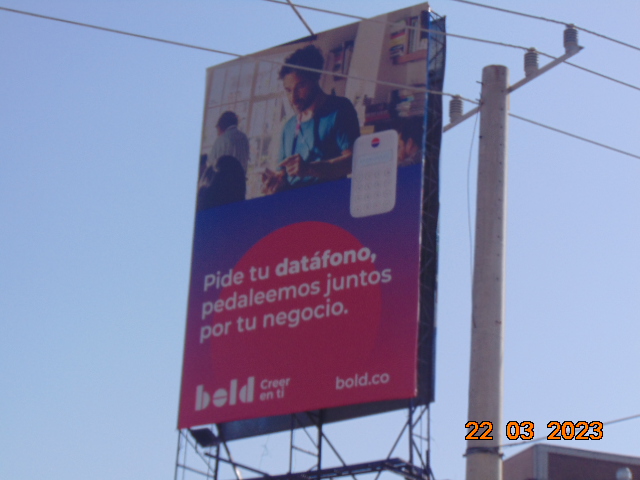 Pide tu datáfono,
pedaleemos juntos
por tu negocio.
bold Creer
en ti
bold.co
22 03 2023